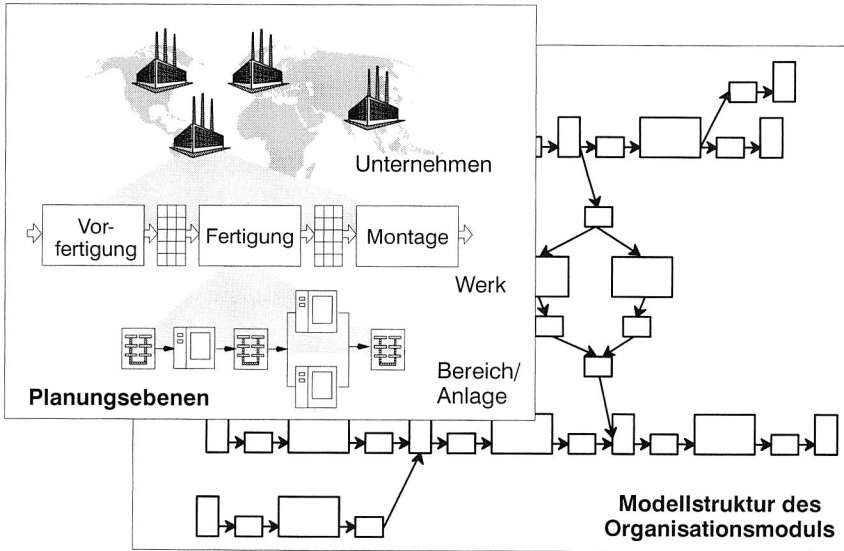 Unternehmen
Vor-
fertigung
Fertigung
Montage
Werk
Bereich/
Anlage
Planungsebenen
Modellstruktur des
Organisationsmoduls